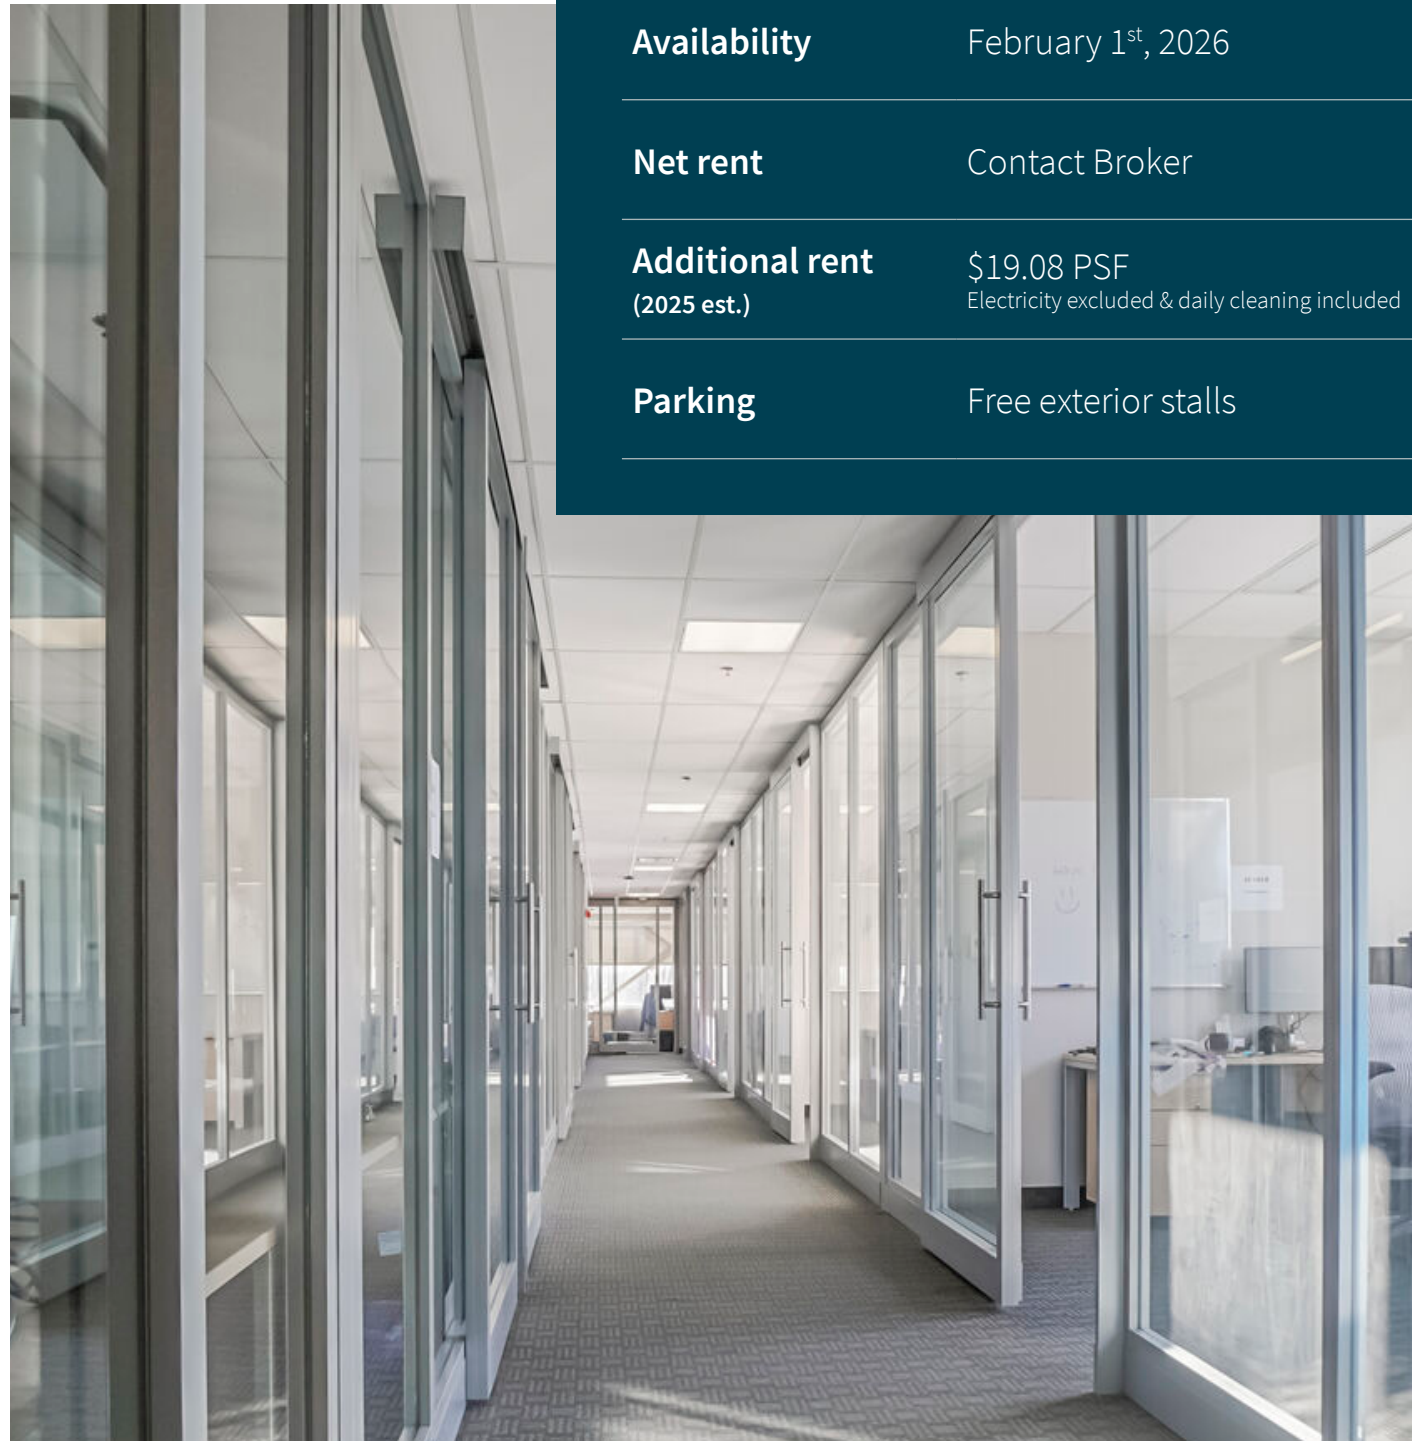 Availability February 1st, 2026
Net rent Contact Broker
Additional rent $19.08 PSF
(2025 est.) Electricity excluded & daily cleaning included
Parking Free exterior stalls